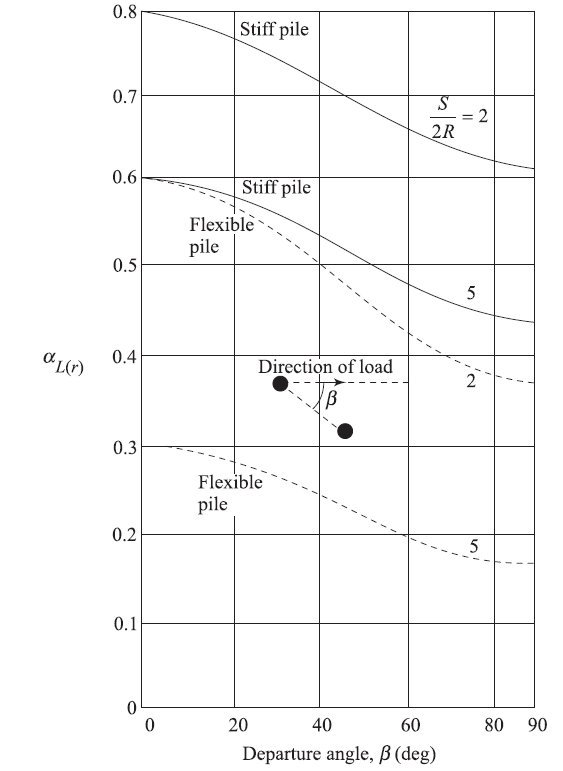 0.8
Stiff pile
0.7
S
2R
= 2
0.6
Stiff pile
Flexible
pile
0.5
5
0.4
αL(r)
Direction of load
β
2
0.3
Flexible
pile
0.2
5
0.1
0
0 20 40 60 80 90
Departure angle, β (deg)